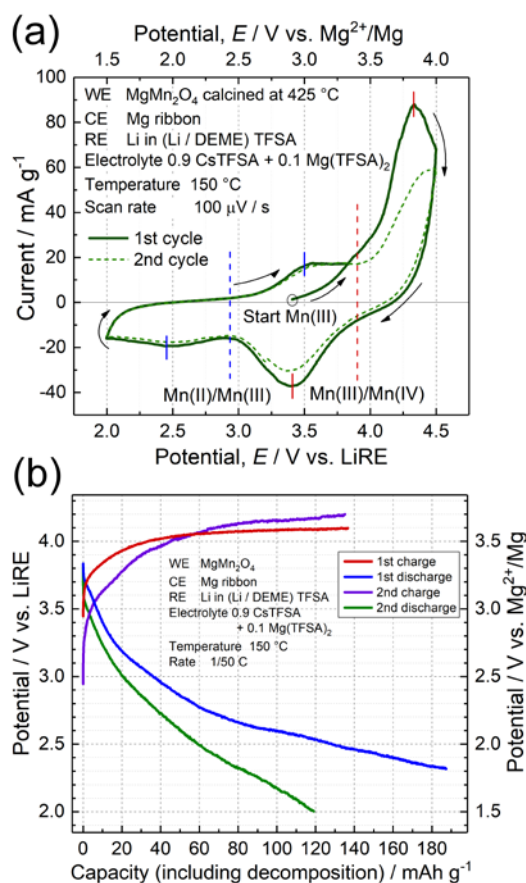 (a)
Potential, E / V vs. Mg²⁺/Mg
1.5 2.0 2.5 3.0 3.5 4.0
WE MgMn₂O₄ calcined at 425 °C
CE Mg ribbon
RE Li in (Li / DEME) TFSA
Electrolyte 0.9 CsTFSA + 0.1 Mg(TFSA)₂
Temperature 150 °C
Scan rate 100 μV / s
1st cycle
2nd cycle
Start Mn(III)
Mn(II)/Mn(III) Mn(III)/Mn(IV)
Current / mA g⁻¹
100
80
60
40
20
0
-20
-40
2.0 2.5 3.0 3.5 4.0 4.5
Potential, E / V vs. LiRE
(b)
Potential / V vs. LiRE
4.0
3.5
3.0
2.5
2.0
WE MgMn₂O₄
CE Mg ribbon
RE Li in (Li / DEME) TFSA
Electrolyte 0.9 CsTFSA
+ 0.1 Mg(TFSA)₂
Temperature 150 °C
Rate 1/50 C
1st charge
1st discharge
2nd charge
2nd discharge
3.5
3.0
2.5
2.0
1.5
Potential / V vs. Mg²⁺/Mg
0 20 40 60 80 100 120 140 160 180
Capacity (including decomposition) / mAh g⁻¹